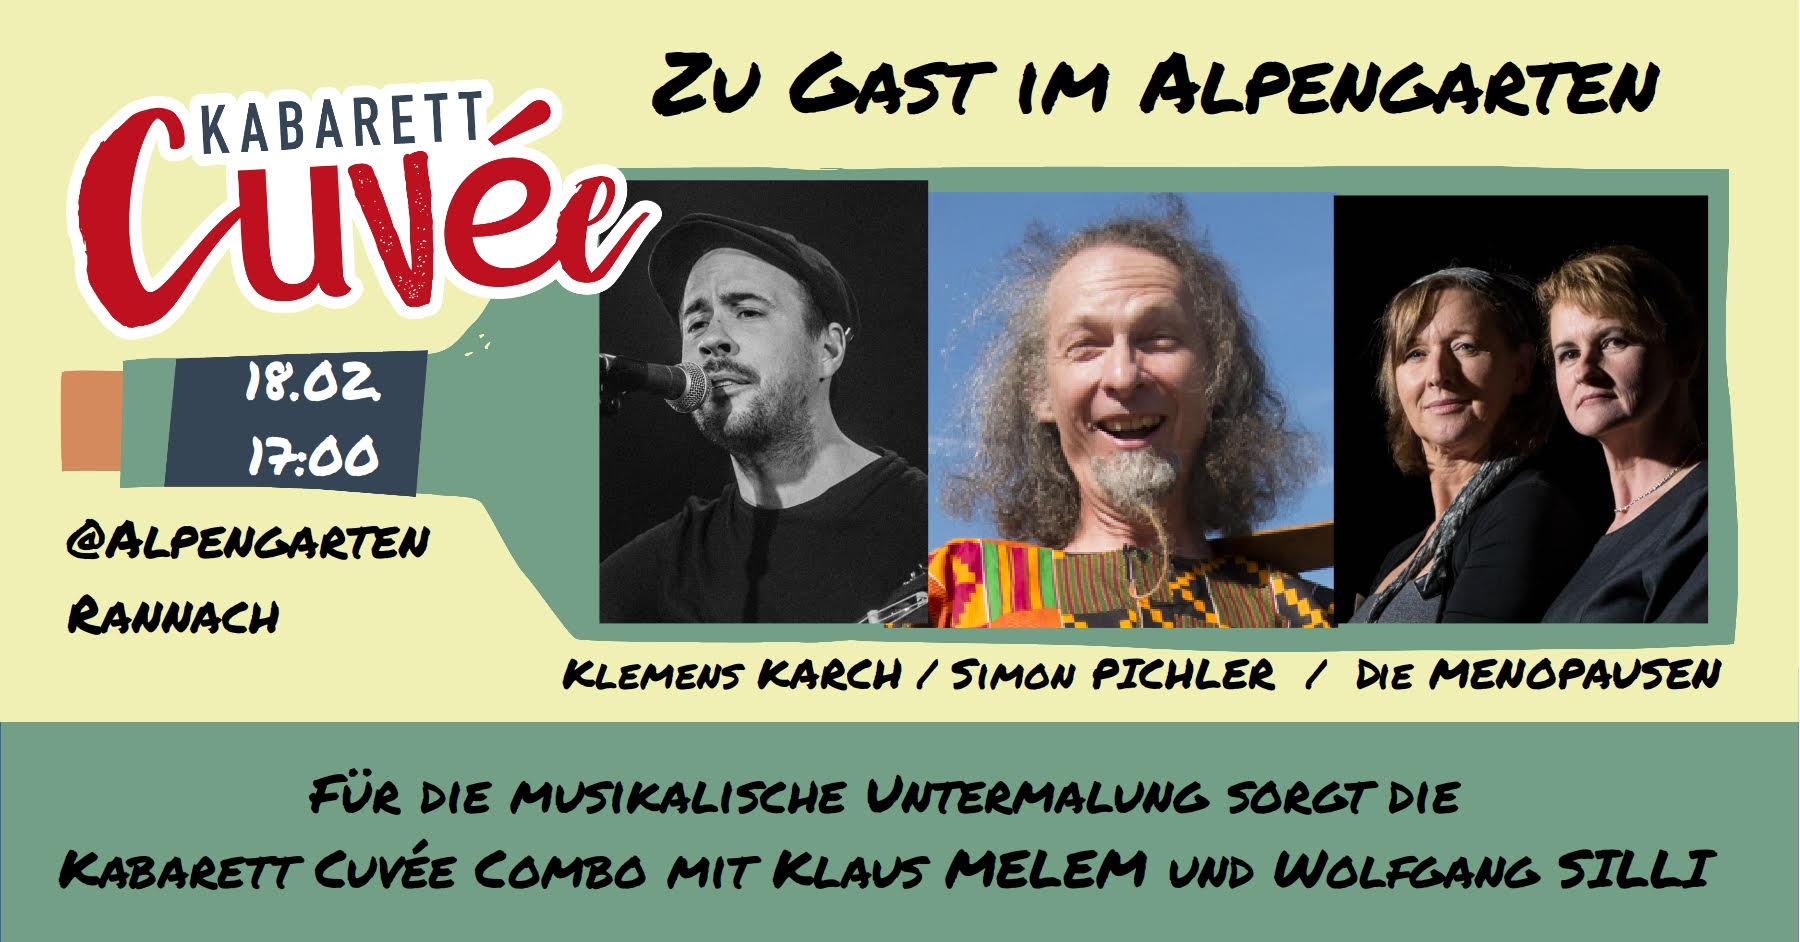 Zu Gast im Alpengarten
KABARETT
Cuvée
18.02.
17:00
@Alpengarten
Rannach
Klemens KARCH / Simon PICHLER / Die MENOPAUSEN
Für die musikalische Untermalung sorgt die
Kabarett Cuvée Combo mit Klaus MELEM und Wolfgang SILLI